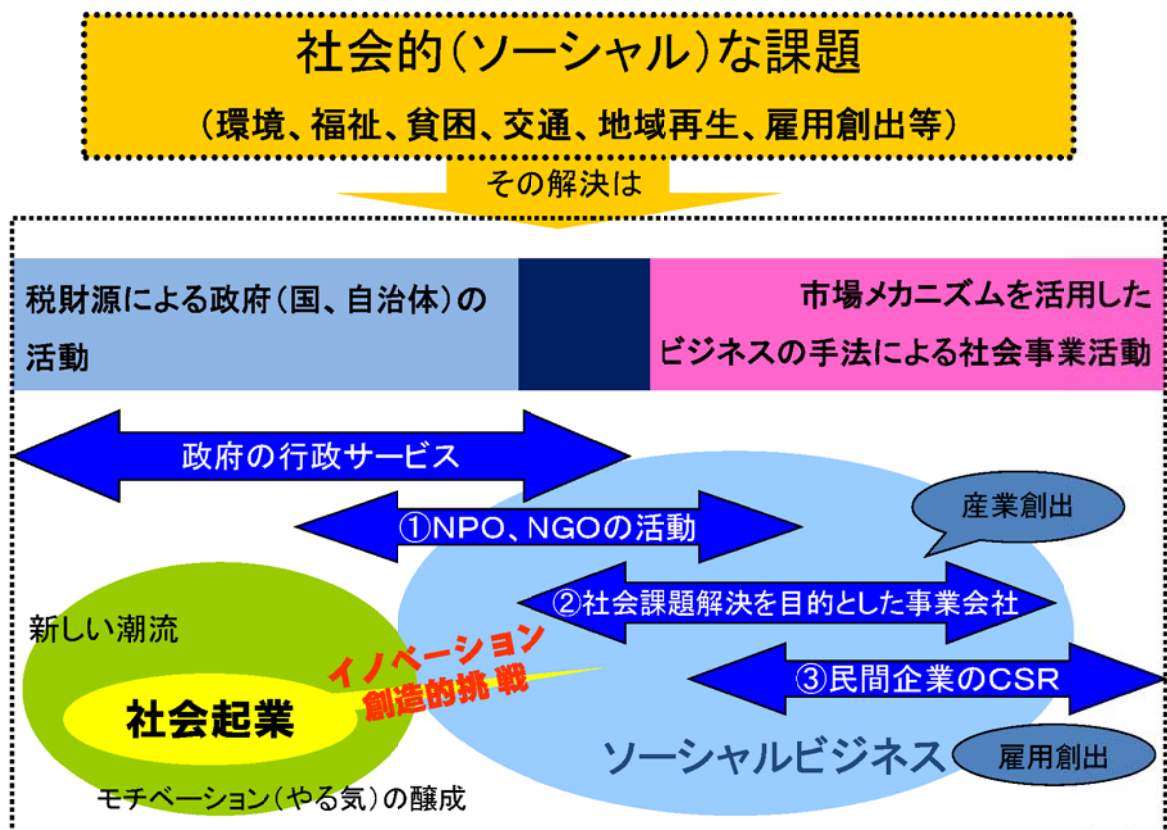 社会的(ソーシャル)な課題
(環境、福祉、貧困、交通、地域再生、雇用創出等)
その解決は
税財源による政府(国、自治体)の
活動
市場メカニズムを活用した
ビジネスの手法による社会事業活動
政府の行政サービス
①NPO、NGOの活動
産業創出
②社会課題解決を目的とした事業会社
新しい潮流
イノベーション
創造的挑戦
③民間企業のCSR
社会起業
ソーシャルビジネス
雇用創出
モチベーション(やる気)の醸成